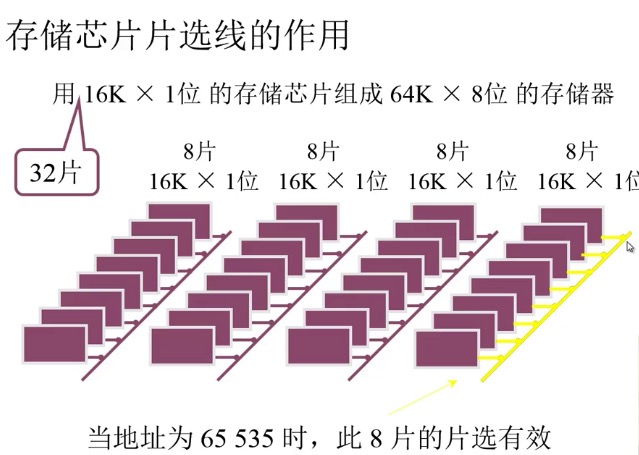 存储芯片片选线的作用
用 16K × 1位 的存储芯片组成 64K × 8位 的存储器
32片
8片 8片 8片 8片
16K × 1位 16K × 1位 16K × 1位 16K × 1位
当地址为 65 535 时，此 8 片的片选有效